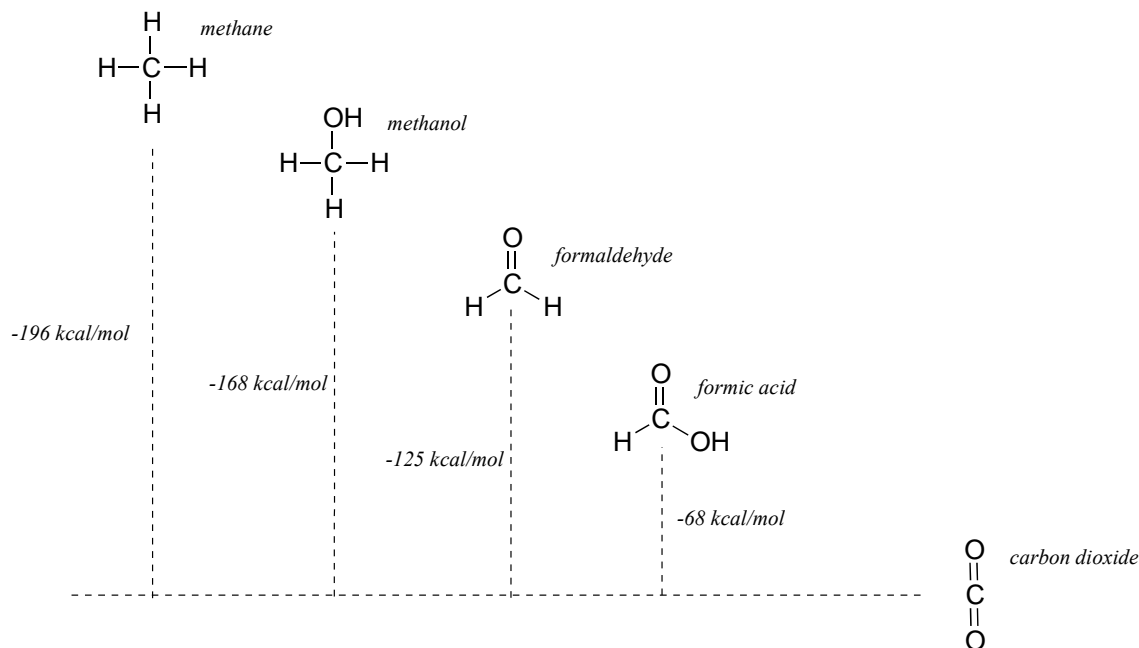 H
methane
H C H
H
OH
methanol
H C H
H
O
formaldehyde
C
H H
-196 kcal/mol
-168 kcal/mol
O
formic acid
C
H OH
-125 kcal/mol
-68 kcal/mol
O
carbon dioxide
C
O